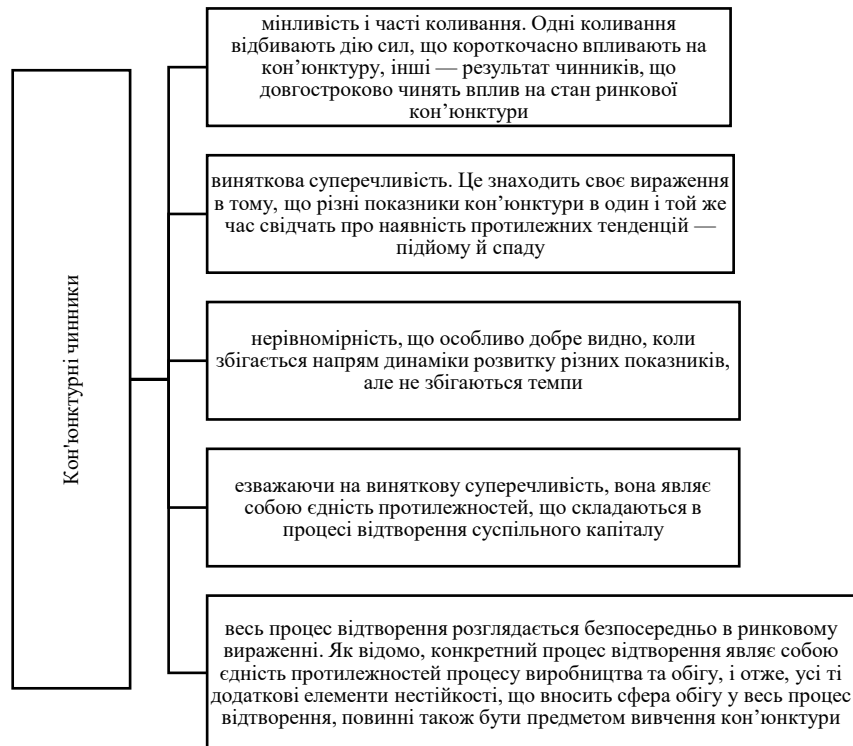 Кон'юнктурні чинники
мінливість і часті коливання. Одні коливання
відбивають дію сил, що короткочасно впливають на
кон’юнктуру, інші — результат чинників, що
довгостроково чинять вплив на стан ринкової
кон’юнктури
виняткова суперечливість. Це знаходить своє вираження
в тому, що різні показники кон’юнктури в один і той же
час свідчать про наявність протилежних тенденцій —
підйому й спаду
нерівномірність, що особливо добре видно, коли
збігається напрям динаміки розвитку різних показників,
але не збігаються темпи
езважаючи на виняткову суперечливість, вона являє
собою єдність протилежностей, що складаються в
процесі відтворення суспільного капіталу
весь процес відтворення розглядається безпосередньо в ринковому
вираженні. Як відомо, конкретний процес відтворення являє собою
єдність протилежностей процесу виробництва та обігу, і отже, усі ті
додаткові елементи нестійкості, що вносить сфера обігу у весь процес
відтворення, повинні також бути предметом вивчення кон’юнктури